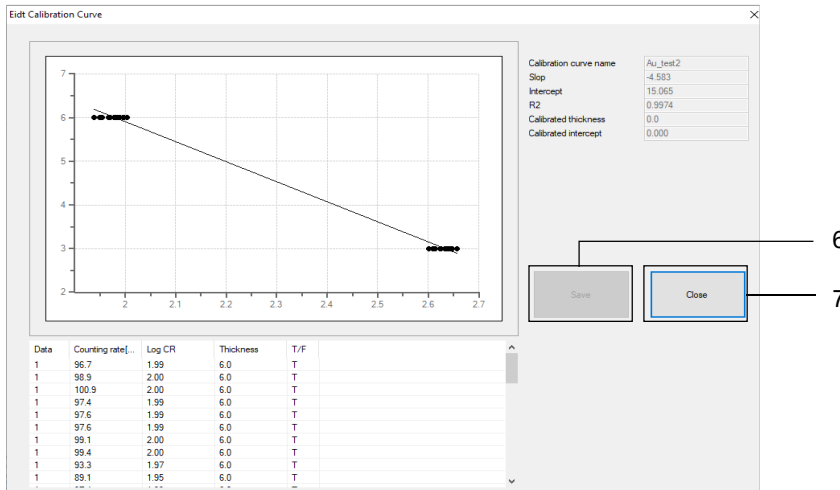 Eidt Calibration Curve
7
6
5
4
3
2
2 2.1 2.2 2.3 2.4 2.5 2.6 2.7
Calibration curve name Au_test2
Slop -4.583
Intercept 15.065
R2 0.9974
Calibrated thickness 0.0
Calibrated intercept 0.000
6
Save Close
7
Data Counting rate[... Log CR Thickness T/F
1 96.7 1.99 6.0 T
1 98.9 2.00 6.0 T
1 100.9 2.00 6.0 T
1 97.4 1.99 6.0 T
1 97.6 1.99 6.0 T
1 97.6 1.99 6.0 T
1 99.1 2.00 6.0 T
1 99.4 2.00 6.0 T
1 93.3 1.97 6.0 T
1 89.1 1.95 6.0 T